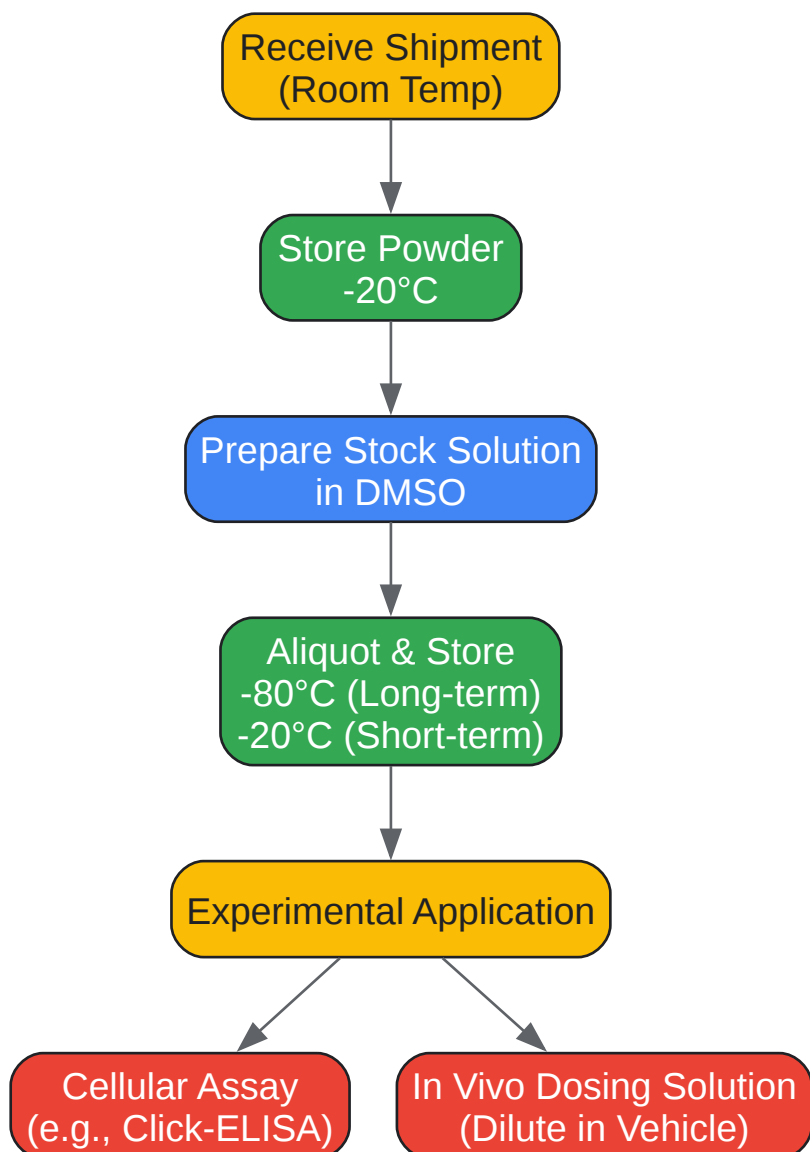 Receive Shipment
(Room Temp)
Store Powder
-20°C
Prepare Stock Solution
in DMSO
Aliquot & Store
-80°C (Long-term)
-20°C (Short-term)
Experimental Application
Cellular Assay
(e.g., Click-ELISA)
In Vivo Dosing Solution
(Dilute in Vehicle)